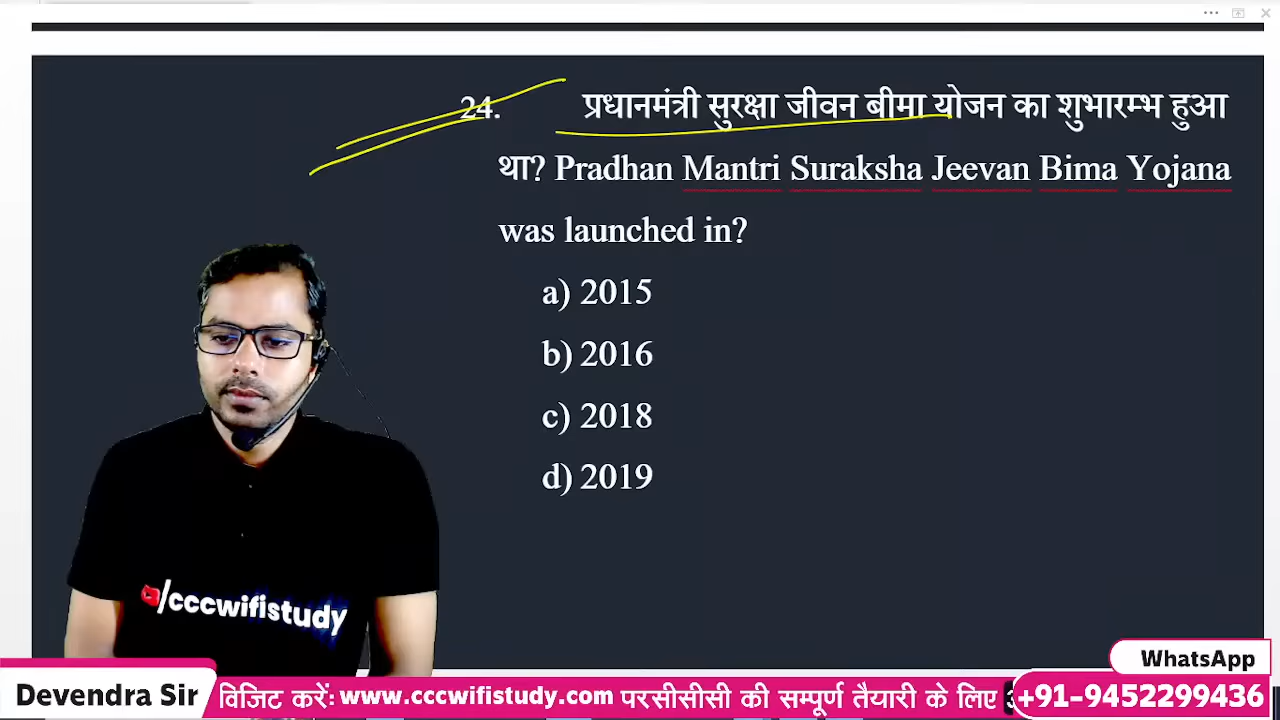 24. प्रधानमंत्री सुरक्षा जीवन बीमा योजन का शुभारम्भ हुआ
था? Pradhan Mantri Suraksha Jeevan Bima Yojana
was launched in?
a) 2015
b) 2016
c) 2018
d) 2019
/cccwifistudy
WhatsApp
Devendra Sir विजिट करें: www.cccwifistudy.com पर सीसीसी की सम्पूर्ण तैयारी के लिए +91-9452299436